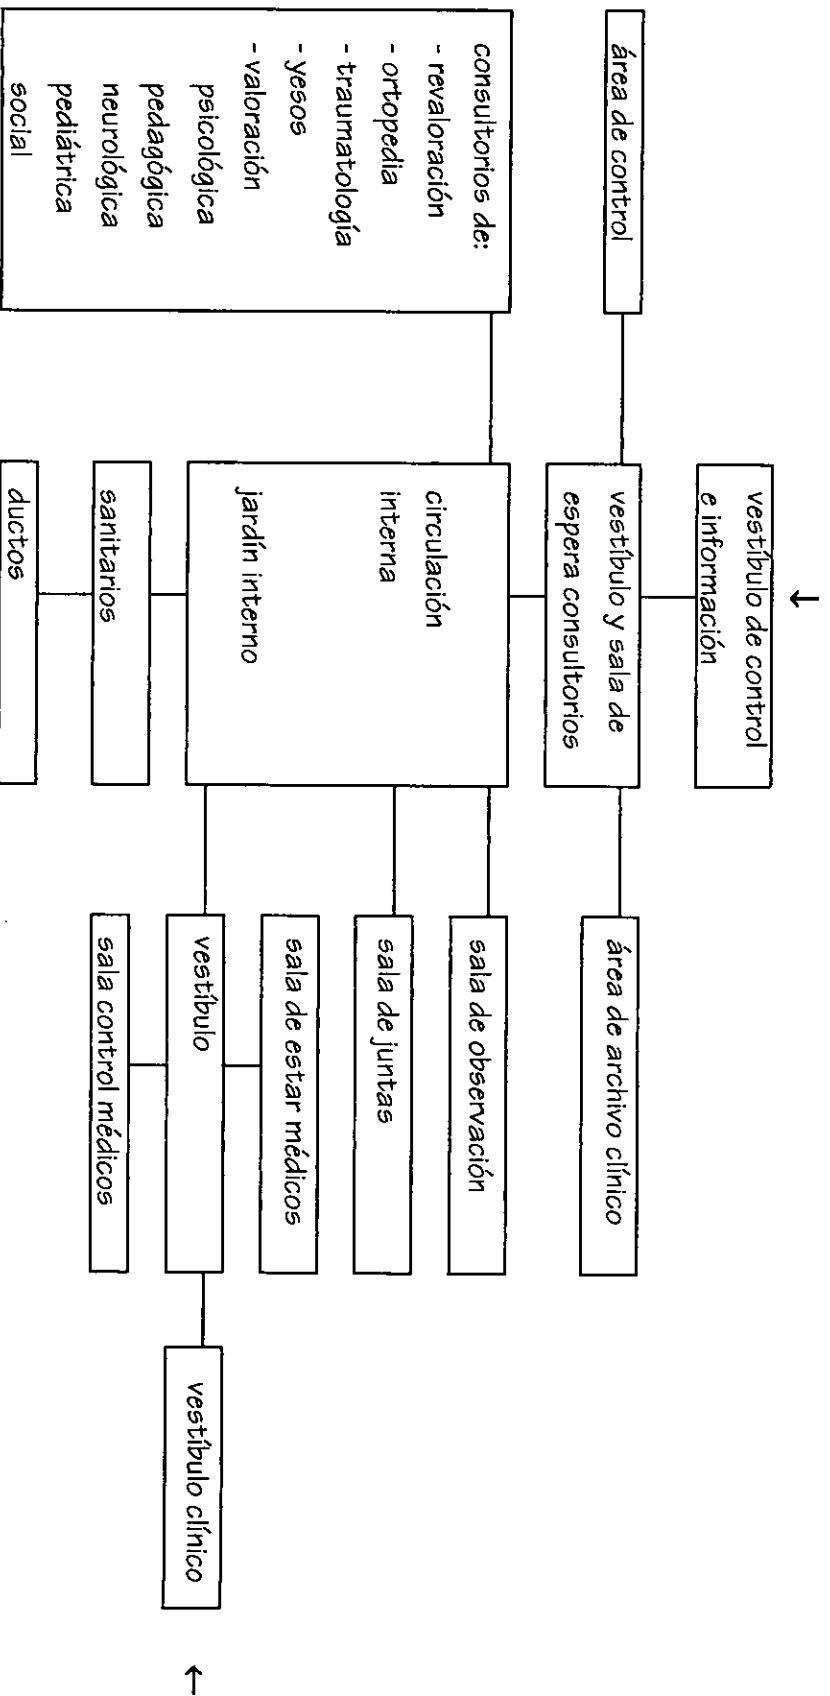 vestíbulo de control
e información
área de control
vestíbulo y sala de
espera consultorios
área de archivo clínico
consultorios de:
- revaloración
- ortopedia
- traumatología
- yesos
- valoración
psicológica
pedagógica
neurológica
pediátrica
social
circulación
interna
jardín interno
sala de observación
sala de juntas
sala de estar médicos
vestíbulo
vestíbulo clínico
sala control médicos
sanitarios
ductos